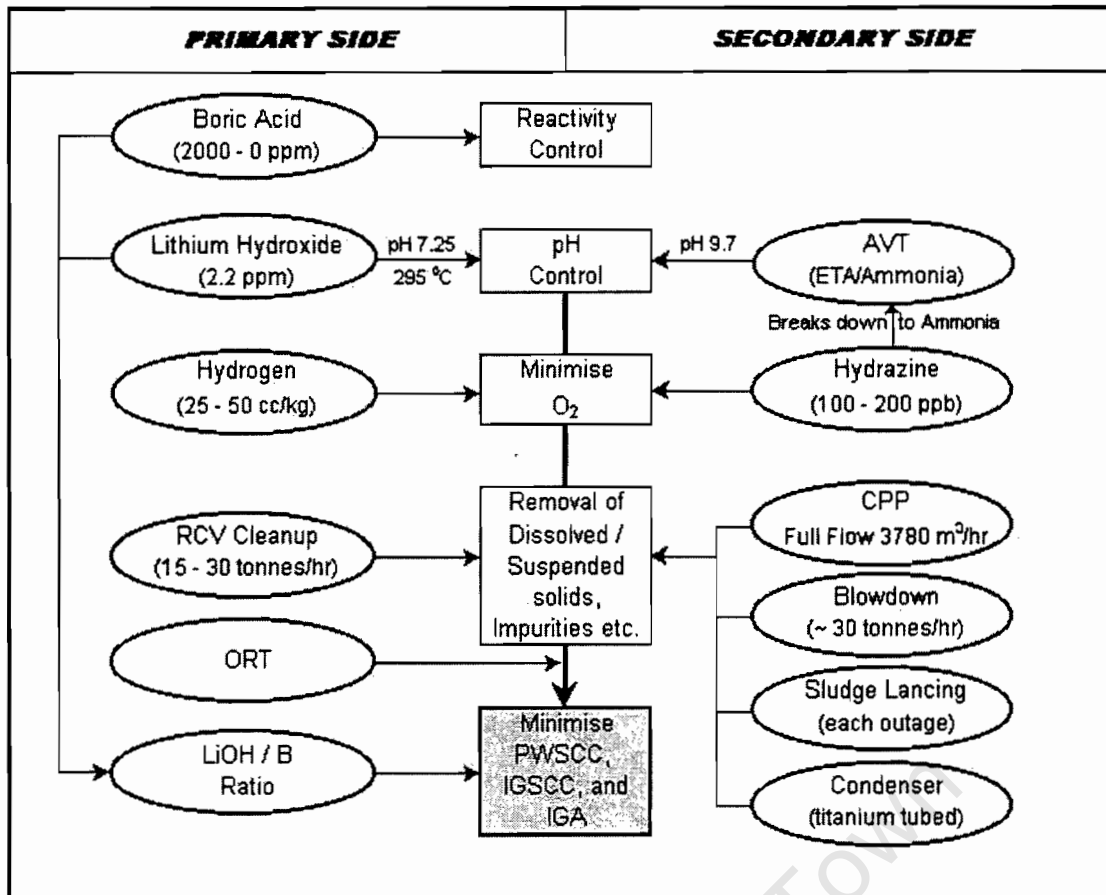 PRIMARY SIDE
SECONDARY SIDE
Boric Acid
(2000 - 0 ppm)
Reactivity
Control
Lithium Hydroxide
(2.2 ppm)
pH 7.25
295 °C
pH
Control
pH 9.7
AVT
(ETA/Ammonia)
Breaks down to Ammonia
Hydrogen
(25 - 50 cc/kg)
Minimise
O₂
Hydrazine
(100 - 200 ppb)
RCV Cleanup
(15 - 30 tonnes/hr)
Removal of
Dissolved /
Suspended
solids,
Impurities etc.
CPP
Full Flow 3780 m³/hr
Blowdown
(~ 30 tonnes/hr)
ORT
Sludge Lancing
(each outage)
LiOH / B
Ratio
Minimise
PWSCC,
IGSCC, and
IGA
Condenser
(titanium tubed)
Town